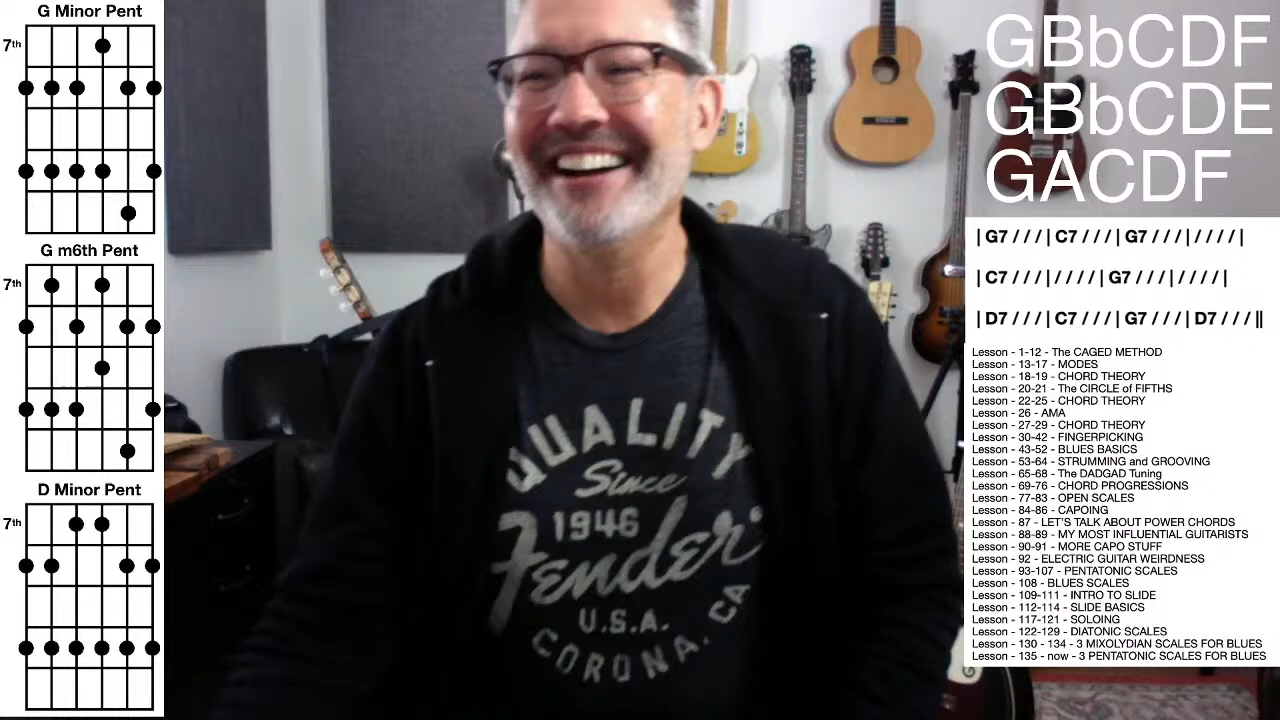 G Minor Pent
7th
G m6th Pent
7th
D Minor Pent
7th
QUALITY
Since
1946
Fender
U.S.A.
CORONA, CA
GBbCDF
GBbCDE
GACDF
| G7 / / / | C7 / / / | G7 / / / | / / / / |
| C7 / / / | / / / / | G7 / / / | / / / / |
| D7 / / / | C7 / / / | G7 / / / | D7 / / / ||
Lesson - 1-12 - The CAGED METHOD
Lesson - 13-17 - MODES
Lesson - 18-19 - CHORD THEORY
Lesson - 20-21 - The CIRCLE of FIFTHS
Lesson - 22-25 - CHORD THEORY
Lesson - 26 - AMA
Lesson - 27-29 - CHORD THEORY
Lesson - 30-42 - FINGERPICKING
Lesson - 43-52 - BLUES BASICS
Lesson - 53-64 - STRUMMING and GROOVING
Lesson - 65-68 - The DADGAD Tuning
Lesson - 69-76 - CHORD PROGRESSIONS
Lesson - 77-83 - OPEN SCALES
Lesson - 84-86 - CAPOING
Lesson - 87 - LET'S TALK ABOUT POWER CHORDS
Lesson - 88-89 - MY MOST INFLUENTIAL GUITARISTS
Lesson - 90-91 - MORE CAPO STUFF
Lesson - 92 - ELECTRIC GUITAR WEIRDNESS
Lesson - 93-107 - PENTATONIC SCALES
Lesson - 108 - BLUES SCALES
Lesson - 109-111 - INTRO TO SLIDE
Lesson - 112-114 - SLIDE BASICS
Lesson - 117-121 - SOLOING
Lesson - 122-129 - DIATONIC SCALES
Lesson - 130 - 134 - 3 MIXOLYDIAN SCALES FOR BLUES
Lesson - 135 - now - 3 PENTATONIC SCALES FOR BLUES